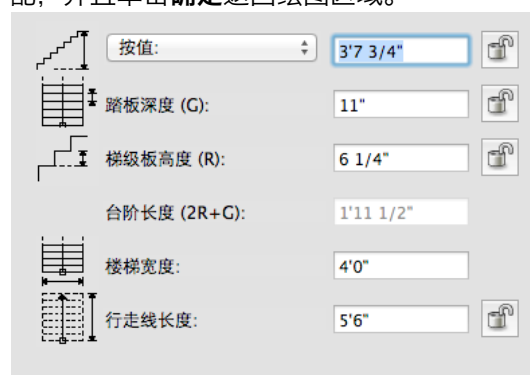 配，并且单击确定返回绘图区域。
按值: 3'7 3/4"
踏板深度 (G): 11"
梯级板高度 (R): 6 1/4"
台阶长度 (2R+G): 1'11 1/2"
楼梯宽度: 4'0"
行走线长度: 5'6"